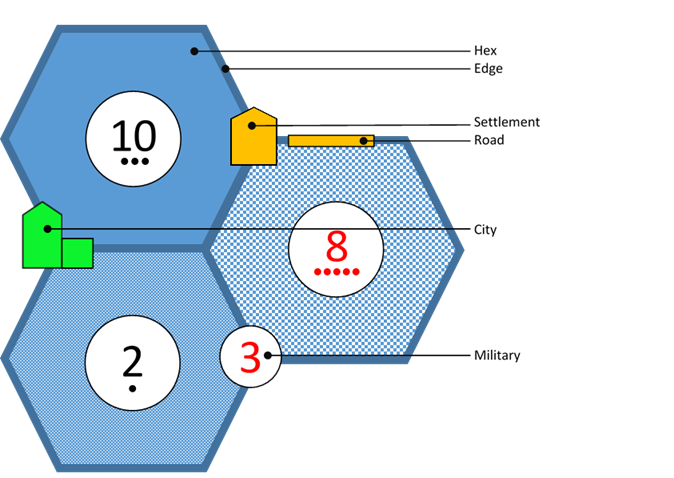 Hex
Edge
10
Settlement
Road
City
8
2
3
Military